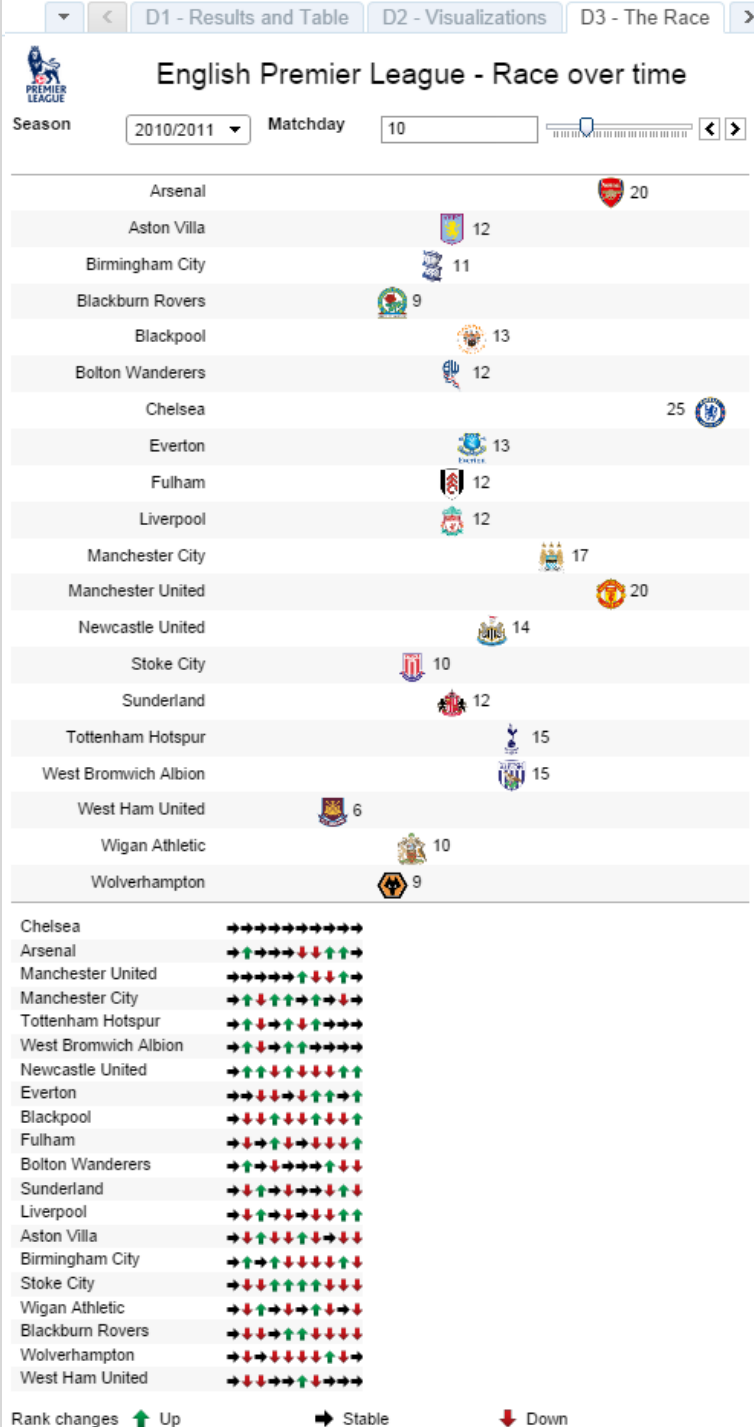 D1 - Results and Table D2 - Visualizations D3 - The Race
PREMIER
LEAGUE
English Premier League - Race over time
Season 2010/2011 Matchday 10
Arsenal 20
Aston Villa 12
Birmingham City 11
Blackburn Rovers 9
Blackpool 13
Bolton Wanderers 12
Chelsea 25
Everton 13
Everton
Fulham 12
Liverpool 12
Manchester City 17
Manchester United 20
Newcastle United 14
Stoke City 10
Sunderland 12
Tottenham Hotspur 15
West Bromwich Albion 15
West Ham United 6
Wigan Athletic 10
Wolverhampton 9
Chelsea
Arsenal
Manchester United
Manchester City
Tottenham Hotspur
West Bromwich Albion
Newcastle United
Everton
Blackpool
Fulham
Bolton Wanderers
Sunderland
Liverpool
Aston Villa
Birmingham City
Stoke City
Wigan Athletic
Blackburn Rovers
Wolverhampton
West Ham United
Rank changes Up Stable Down